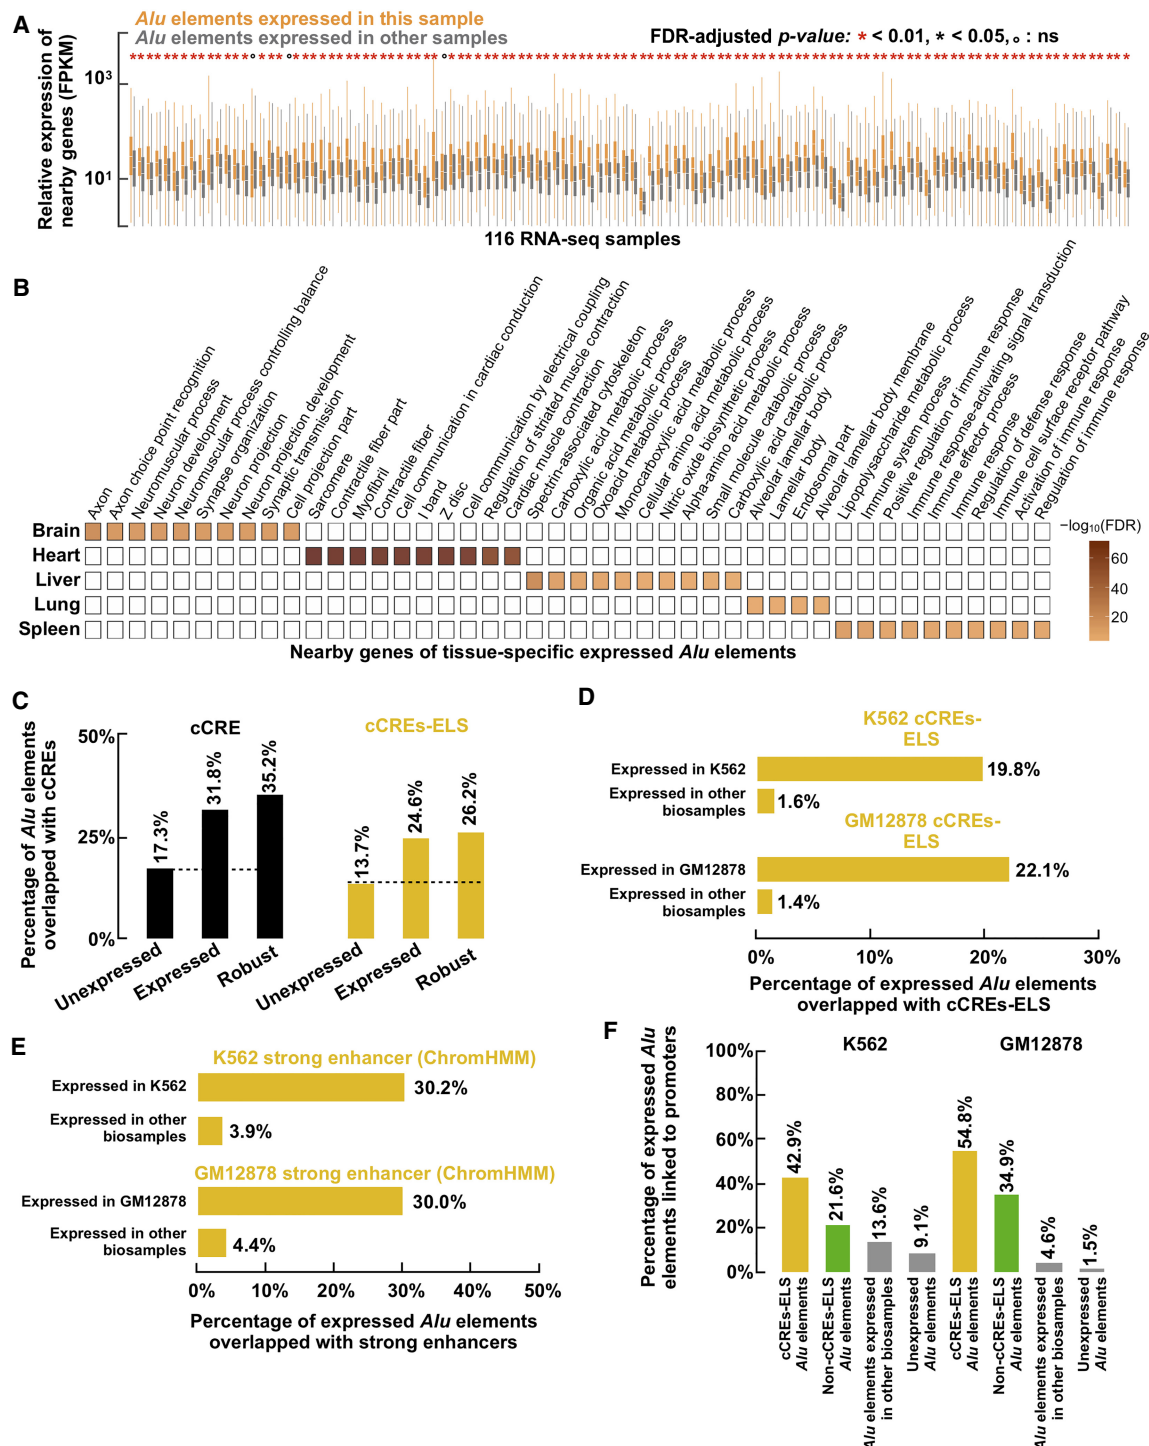 A
Alu elements expressed in this sample
Alu elements expressed in other samples
FDR-adjusted p-value: * < 0.01, * < 0.05, ∘ : ns
Relative expression of
nearby genes (FPKM)
10³
10¹
116 RNA-seq samples
B
Axon
Axon choice point recognition
Neuromuscular process
Neuron development
Neuromuscular process controlling balance
Synapse organization
Neuron projection
Neuron projection development
Synaptic transmission
Cell projection part
Sarcomere
Contractile fiber part
Myofibril
Contractile fiber
Cell communication in cardiac conduction
I band
Z disc
Cell communication by electrical coupling
Regulation of striated muscle contraction
Cardiac muscle contraction
Spectrin-associated cytoskeleton
Carboxylic acid metabolic process
Organic acid metabolic process
Oxoacid metabolic process
Monocarboxylic acid metabolic process
Cellular amino acid metabolic process
Nitric oxide biosynthetic process
Alpha-amino acid metabolic process
Small molecule catabolic process
Carboxylic acid catabolic process
Alveolar lamellar body
Lamellar body
Endosomal part
Alveolar lamellar body membrane
Lipopolysaccharide metabolic process
Immune system process
Positive regulation of immune response
Immune response-activating signal transduction
Immune effector process
Immune response
Regulation of defense response
Immune cell surface receptor pathway
Activation of immune response
Regulation of immune response
Brain
Heart
Liver
Lung
Spleen
−log₁₀(FDR)
60
40
20
Nearby genes of tissue-specific expressed Alu elements
C
Percentage of Alu elements
overlapped with cCREs
50%
25%
0%
cCRE
17.3%
31.8%
35.2%
Unexpressed
Expressed
Robust
cCREs-ELS
13.7%
24.6%
26.2%
Unexpressed
Expressed
Robust
D
K562 cCREs-
ELS
Expressed in K562
19.8%
Expressed in other
biosamples
1.6%
GM12878 cCREs-
ELS
Expressed in GM12878
22.1%
Expressed in other
biosamples
1.4%
0% 10% 20% 30%
Percentage of expressed Alu elements
overlapped with cCREs-ELS
E
K562 strong enhancer (ChromHMM)
Expressed in K562
30.2%
Expressed in other
biosamples
3.9%
GM12878 strong enhancer (ChromHMM)
Expressed in GM12878
30.0%
Expressed in other
biosamples
4.4%
0% 10% 20% 30% 40% 50%
Percentage of expressed Alu elements
overlapped with strong enhancers
F
Percentage of expressed Alu
elements linked to promoters
100%
80%
60%
40%
20%
0%
K562
42.9%
21.6%
13.6%
9.1%
GM12878
54.8%
34.9%
4.6%
1.5%
cCREs-ELS
Alu elements
Non-cCREs-ELS
Alu elements
Alu elements expressed
in other biosamples
Unexpressed
Alu elements
cCREs-ELS
Alu elements
Non-cCREs-ELS
Alu elements
Alu elements expressed
in other biosamples
Unexpressed
Alu elements